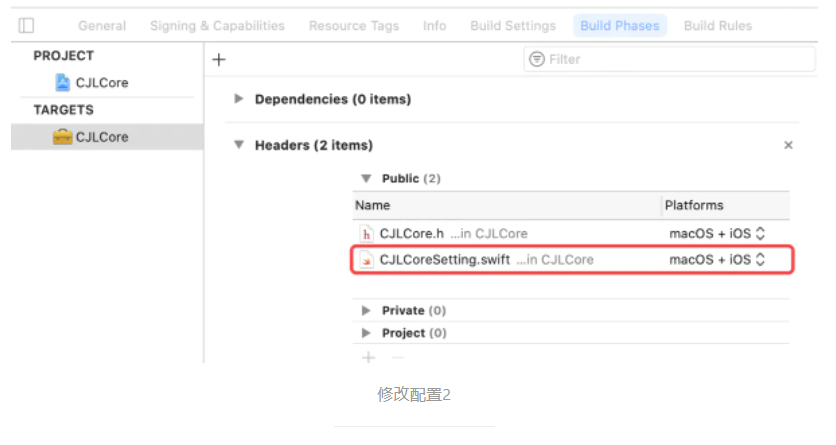 General Signing & Capabilities Resource Tags Info Build Settings Build Phases Build Rules
PROJECT
CJLCore
TARGETS
CJLCore
+ Filter
Dependencies (0 items)
Headers (2 items) ×
Public (2)
Name Platforms
CJLCore.h ...in CJLCore macOS + iOS
CJLCoreSetting.swift ...in CJLCore macOS + iOS
Private (0)
Project (0)
+ −
修改配置2